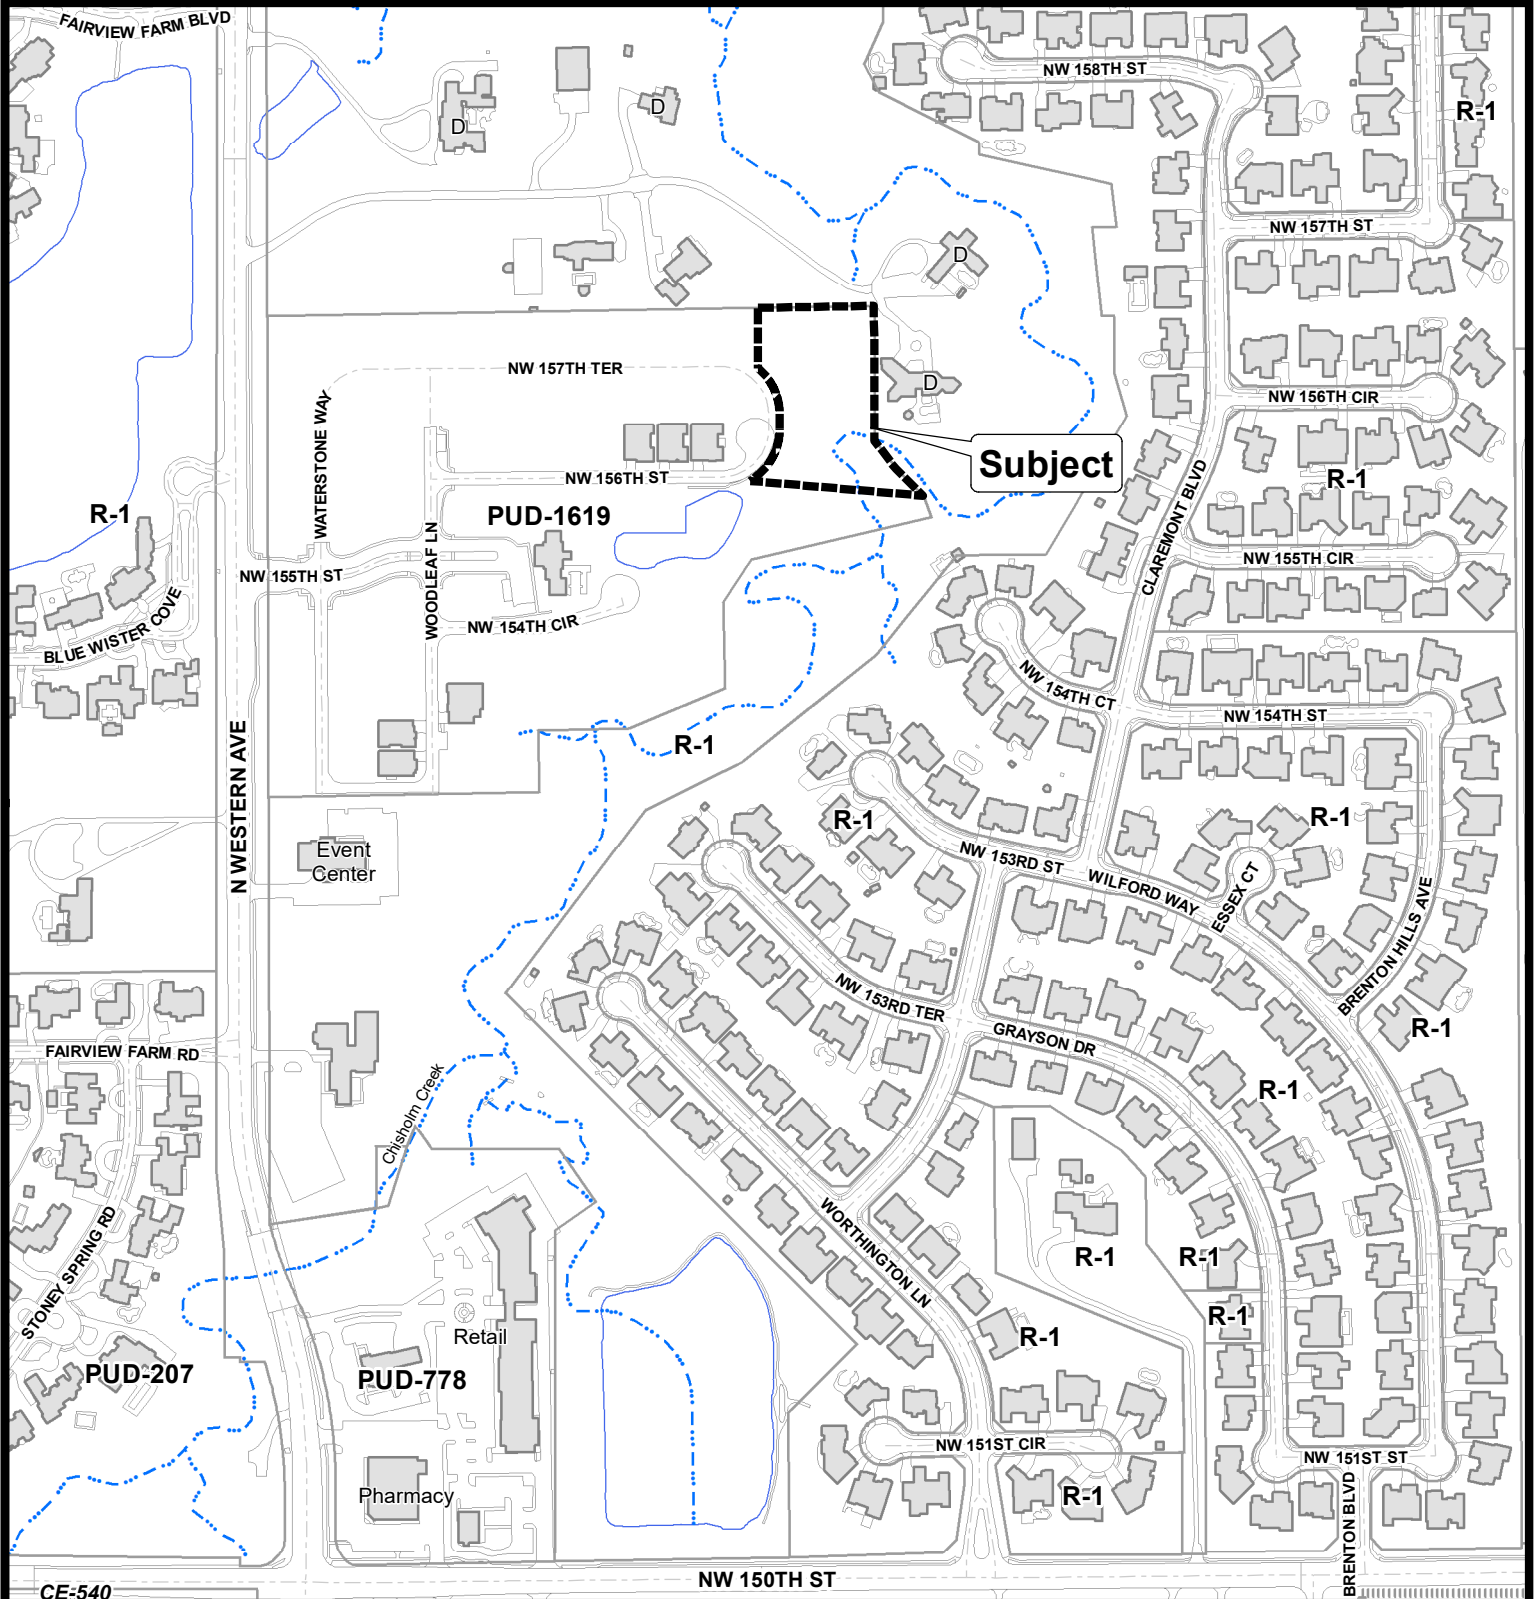 FAIRVIEW FARM BLVD
NW 158TH ST
R-1
D
D
NW 157TH ST
D
NW 157TH TER
D
NW 156TH CIR
WATERSTONE WAY
Subject
NW 156TH ST
R-1
R-1
PUD-1619
CLAREMONT BLVD
NW 155TH ST
WOODLEAF LN
NW 155TH CIR
BLUE WISTER COVE
NW 154TH CIR
NW 154TH CT
NW 154TH ST
R-1
N WESTERN AVE
R-1
R-1
Event
Center
NW 153RD ST
WILFORD WAY
ESSEX CT
BRENTON HILLS AVE
NW 153RD TER
GRAYSON DR
R-1
FAIRVIEW FARM RD
R-1
Chisholm Creek
STONEY SPRING RD
WORTHINGTON LN
R-1
R-1
R-1
Retail
R-1
PUD-207
PUD-778
NW 151ST CIR
NW 151ST ST
Pharmacy
R-1
BRENTON BLVD
NW 150TH ST
CE-540